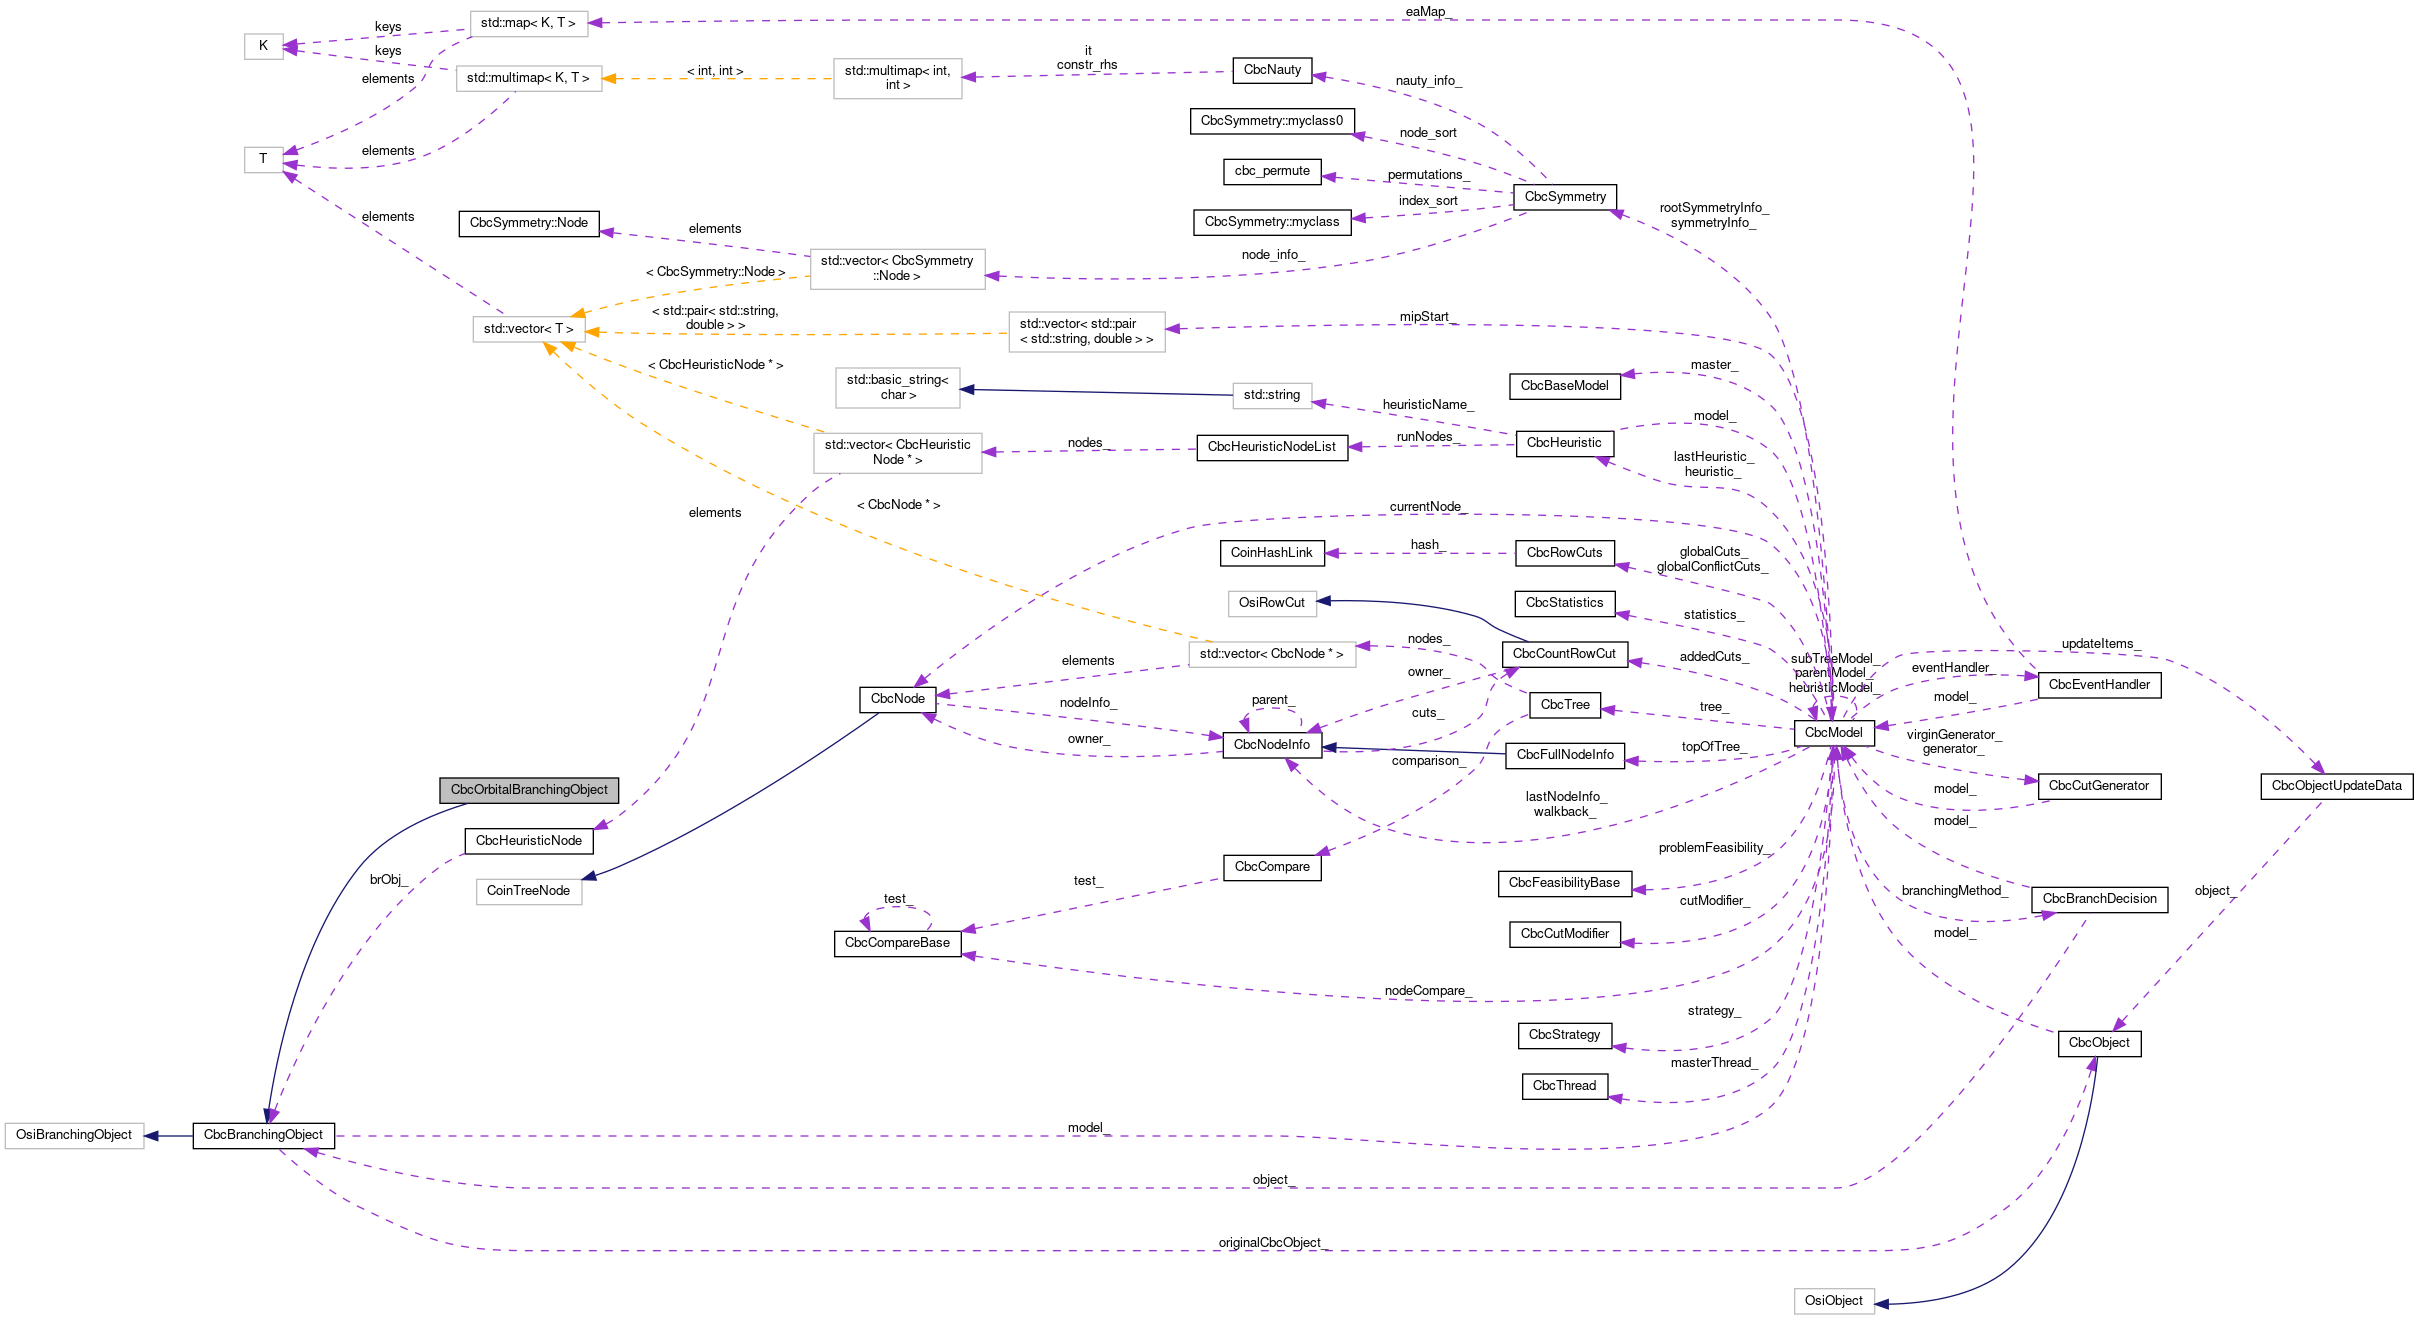 eaMap_
std::map< K, T >
keys
K
keys
it
constr_rhs
< int, int >
std::multimap< K, T >
std::multimap< int,
int >
CbcNauty
nauty_info_
elements
CbcSymmetry::myclass0
node_sort
elements
T
cbc_permute
permutations_
CbcSymmetry
index_sort
rootSymmetryInfo_
symmetryInfo_
elements
CbcSymmetry::Node
elements
CbcSymmetry::myclass
node_info_
std::vector< CbcSymmetry
::Node >
< CbcSymmetry::Node >
< std::pair< std::string,
double > >
mipStart_
std::vector< T >
std::vector< std::pair
< std::string, double > >
master_
< CbcHeuristicNode * >
std::basic_string<
char >
std::string
CbcBaseModel
heuristicName_
model_
std::vector< CbcHeuristic
Node * >
nodes_
CbcHeuristicNodeList
runNodes_
CbcHeuristic
lastHeuristic_
heuristic_
elements
< CbcNode * >
currentNode_
CoinHashLink
hash_
CbcRowCuts
globalCuts_
globalConflictCuts_
OsiRowCut
CbcStatistics
statistics_
std::vector< CbcNode * >
nodes_
CbcCountRowCut
addedCuts_
subTreeModel_
parentModel_
heuristicModel_
updateItems_
eventHandler_
elements
owner_
CbcEventHandler
CbcNode
nodeInfo_
parent_
model_
cuts_
CbcTree
tree_
CbcModel
owner_
CbcNodeInfo
CbcFullNodeInfo
topOfTree_
virginGenerator_
generator_
comparison_
CbcOrbitalBranchingObject
lastNodeInfo_
walkback_
model_
CbcCutGenerator
CbcObjectUpdateData
CbcHeuristicNode
model_
problemFeasibility_
brObj_
CoinTreeNode
CbcCompare
test_
CbcFeasibilityBase
branchingMethod_
CbcBranchDecision
object_
test_
cutModifier_
CbcCompareBase
CbcCutModifier
model_
nodeCompare_
strategy_
CbcStrategy
CbcObject
masterThread_
CbcThread
OsiBranchingObject
CbcBranchingObject
model_
object_
originalCbcObject_
OsiObject